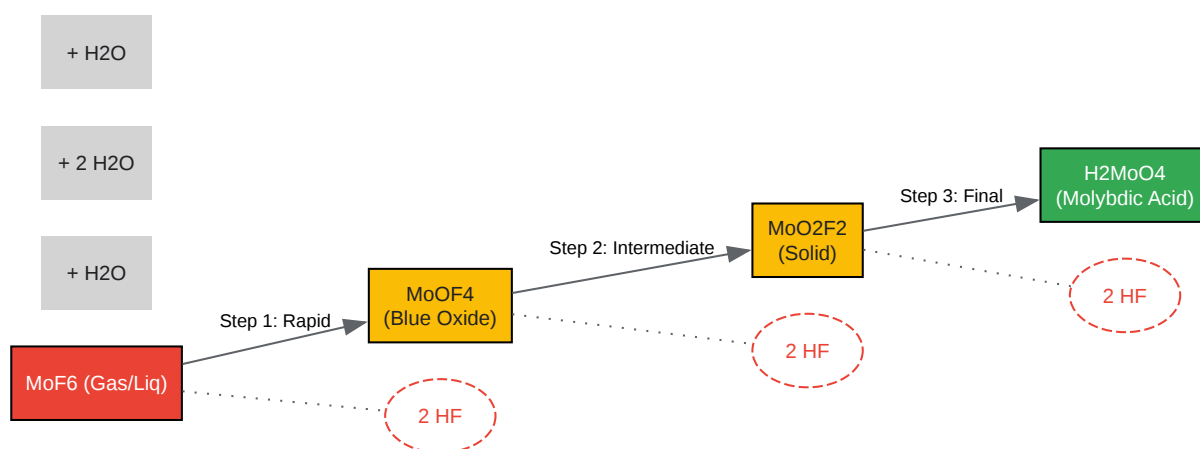 + H2O
+ 2 H2O
+ H2O
MoF6 (Gas/Liq)
Step 1: Rapid
MoOF4
(Blue Oxide)
2 HF
Step 2: Intermediate
MoO2F2
(Solid)
2 HF
Step 3: Final
H2MoO4
(Molybdic Acid)
2 HF